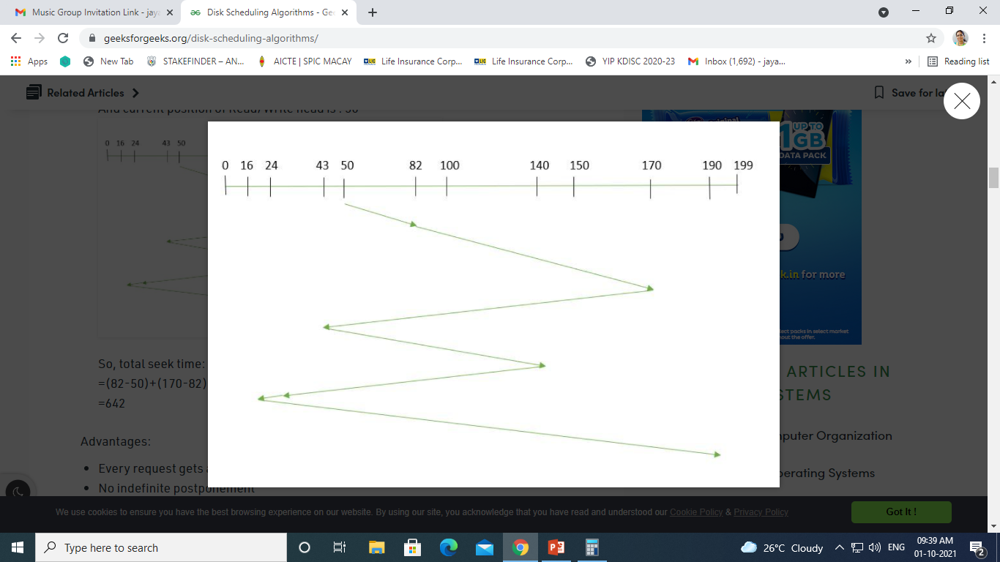 Music Group Invitation Link - jaya
Disk Scheduling Algorithms - Gee
geeksforgeeks.org/disk-scheduling-algorithms/
Apps
New Tab
STAKEFINDER – AN...
AICTE | SPIC MACAY
LIC Life Insurance Corp...
LIC Life Insurance Corp...
YIP KDISC 2020-23
Inbox (1,692) - jaya...
»
Reading list
Related Articles
Save for la
And current position of Read/Write head is : 50
0 16 24 43 50
0 16 24 43 50 82 100 140 150 170 190 199
UP TO
1GB
DATA PACK
k.in for more
lect packs in select market
out the offer.
So, total seek time:
=(82-50)+(170-82)
=642
ARTICLES IN
STEMS
mputer Organization
perating Systems
Advantages:
• Every request gets a
• No indefinite postponement
We use cookies to ensure you have the best browsing experience on our website. By using our site, you acknowledge that you have read and understood our Cookie Policy & Privacy Policy
Got It !
Type here to search
26°C Cloudy
ENG
09:39 AM
01-10-2021
2